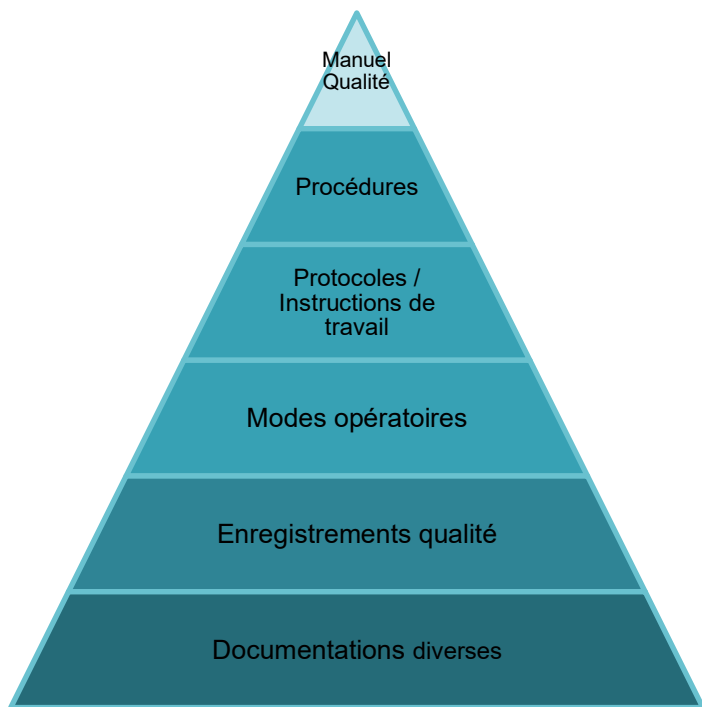 Manuel
Qualité
Procédures
Protocoles /
Instructions de
travail
Modes opératoires
Enregistrements qualité
Documentations diverses